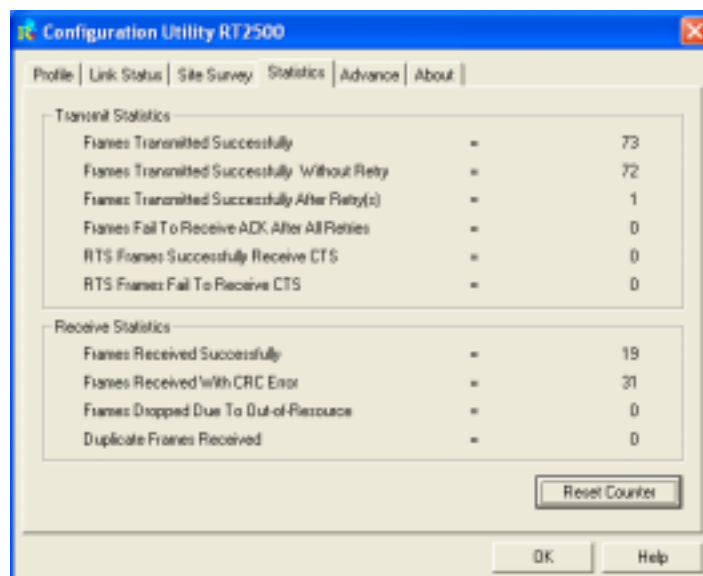 Configuration Utility RT2500
Profile Link Status Site Survey Statistics Advance About
Transmit Statistics
Frames Transmitted Successfully = 73
Frames Transmitted Successfully Without Retry = 72
Frames Transmitted Successfully After Retry(s) = 1
Frames Fail To Receive ACK After All Retries = 0
RTS Frames Successfully Receive CTS = 0
RTS Frames Fail To Receive CTS = 0
Receive Statistics
Frames Received Successfully = 19
Frames Received With CRC Error = 31
Frames Dropped Due To Out-of-Resource = 0
Duplicate Frames Received = 0
Reset Counter
OK Help